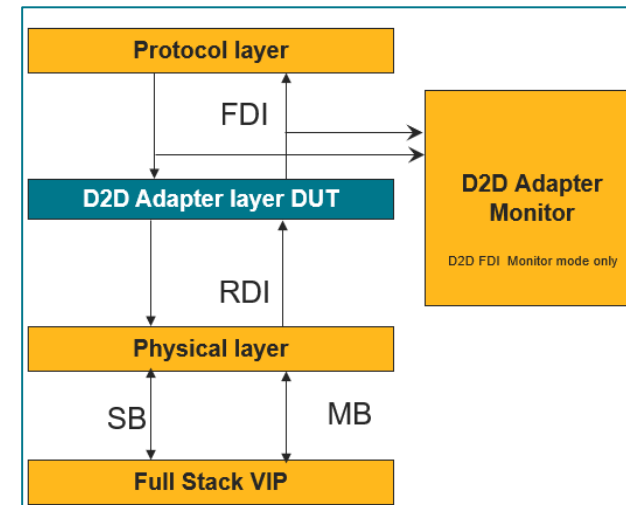 Protocol layer
FDI
D2D Adapter layer DUT
D2D Adapter
Monitor
D2D FDI Monitor mode only
RDI
Physical layer
SB
MB
Full Stack VIP